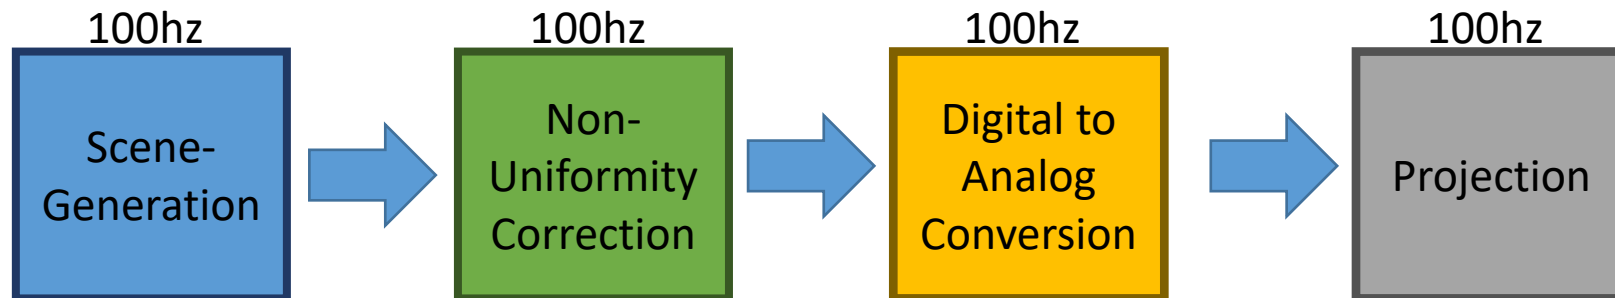 100hz
Scene-
Generation
100hz
Non-
Uniformity
Correction
100hz
Digital to
Analog
Conversion
100hz
Projection